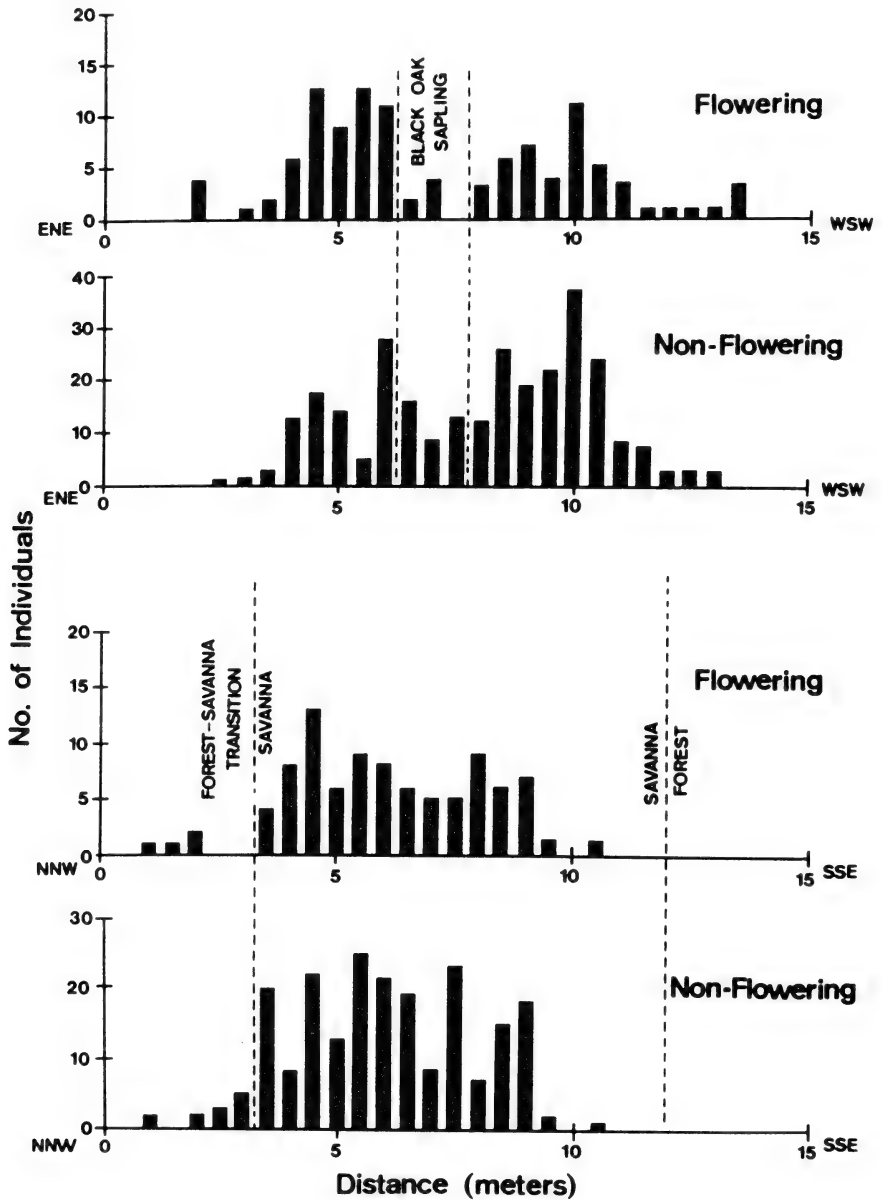 20
15
10
5
0
BLACK OAK
SAPLING
Flowering
ENE
0
5
10
15
WSW
40
30
20
10
0
Non-Flowering
ENE
0
5
10
15
WSW
No. of Individuals
20
15
10
5
0
FOREST-SAVANNA
TRANSITION
SAVANNA
SAVANNA
FOREST
Flowering
NNW
0
5
10
15
SSE
30
20
10
0
Non-Flowering
NNW
0
5
10
15
SSE
Distance (meters)